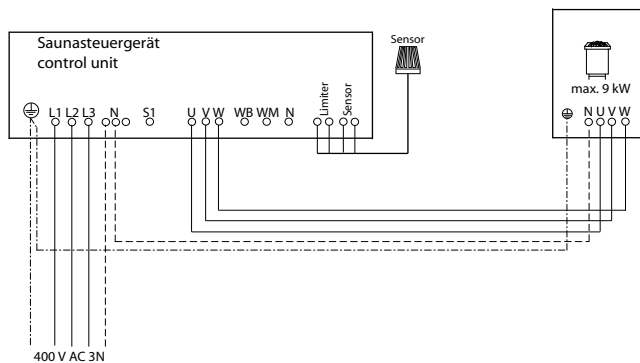 Saunasteuergerät
control unit
Sensor
max. 9 kW
L1 L2 L3 N S1 U V W WB WM N Limiter Sensor
N U V W
400 V AC 3N